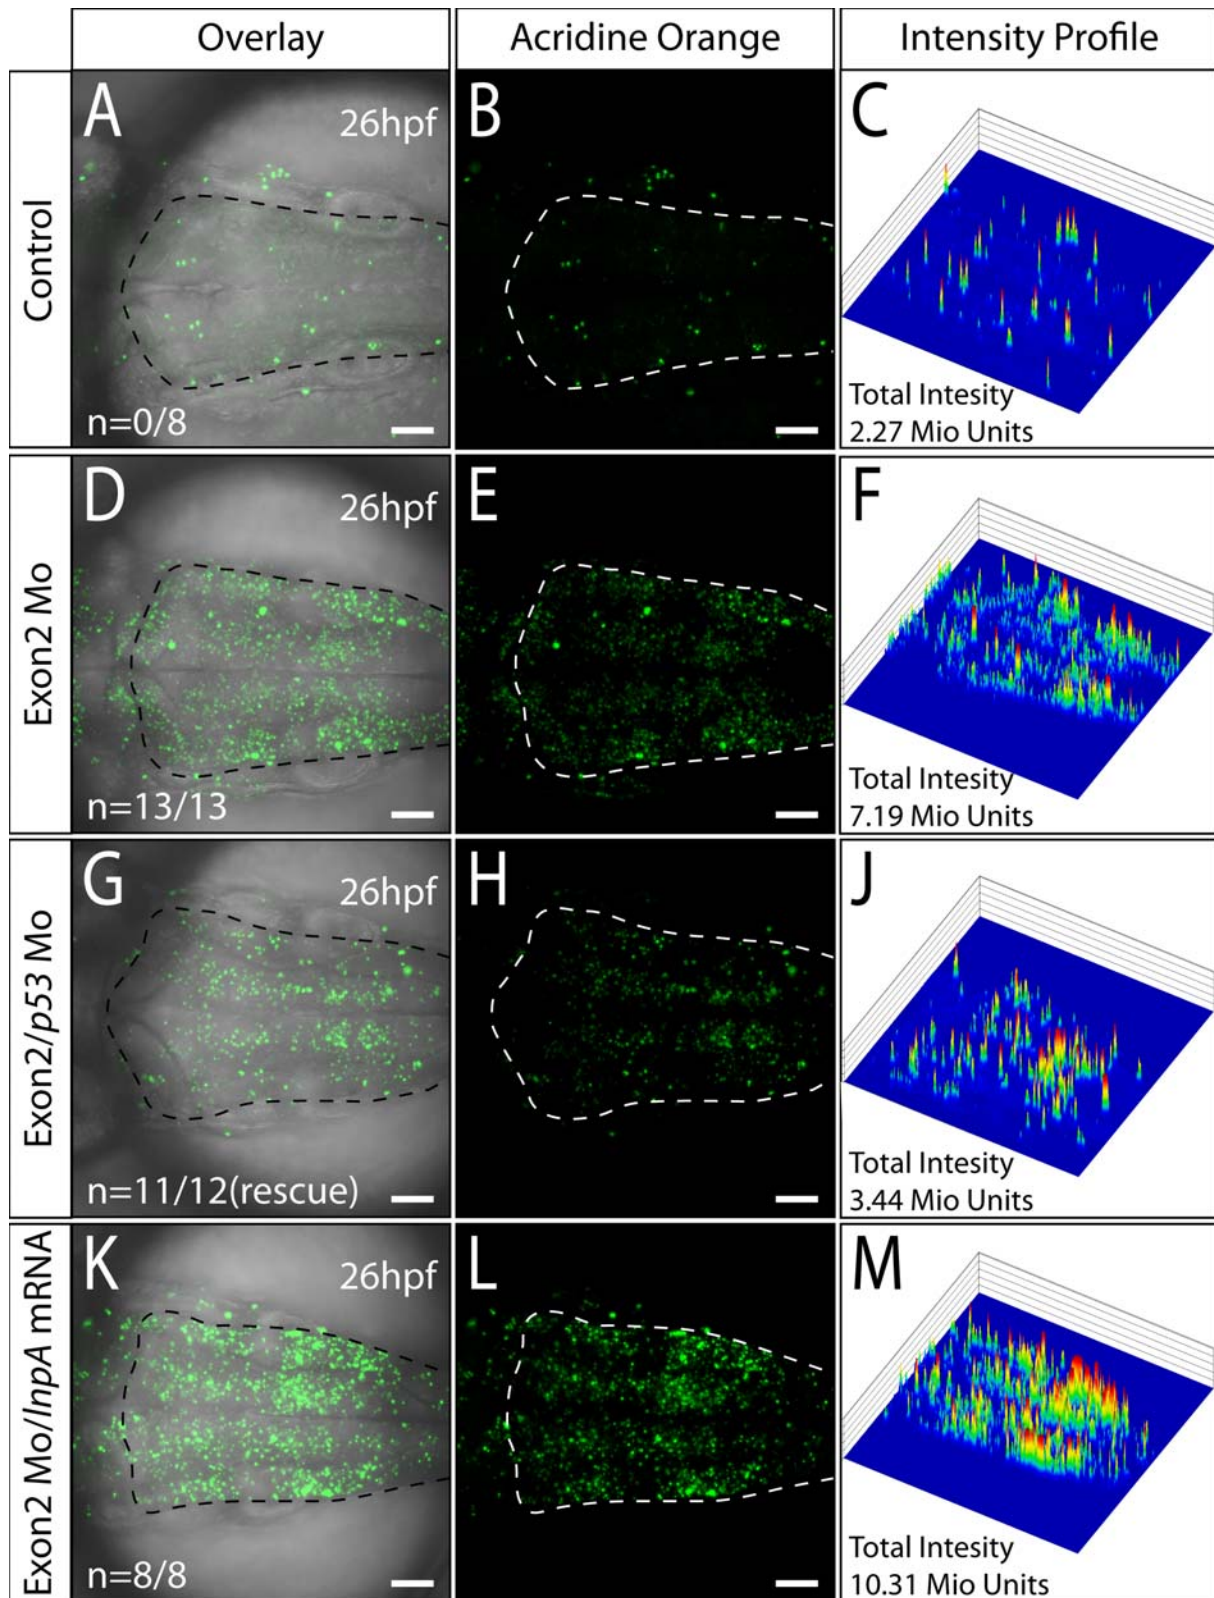 Overlay
Acridine Orange
Intensity Profile
Control
A
26hpf
n=0/8
B
C
Total Intesity
2.27 Mio Units
Exon2 Mo
D
26hpf
n=13/13
E
F
Total Intesity
7.19 Mio Units
Exon2/p53 Mo
G
26hpf
n=11/12(rescue)
H
J
Total Intesity
3.44 Mio Units
Exon2 Mo/lnpA mRNA
K
26hpf
n=8/8
L
M
Total Intesity
10.31 Mio Units